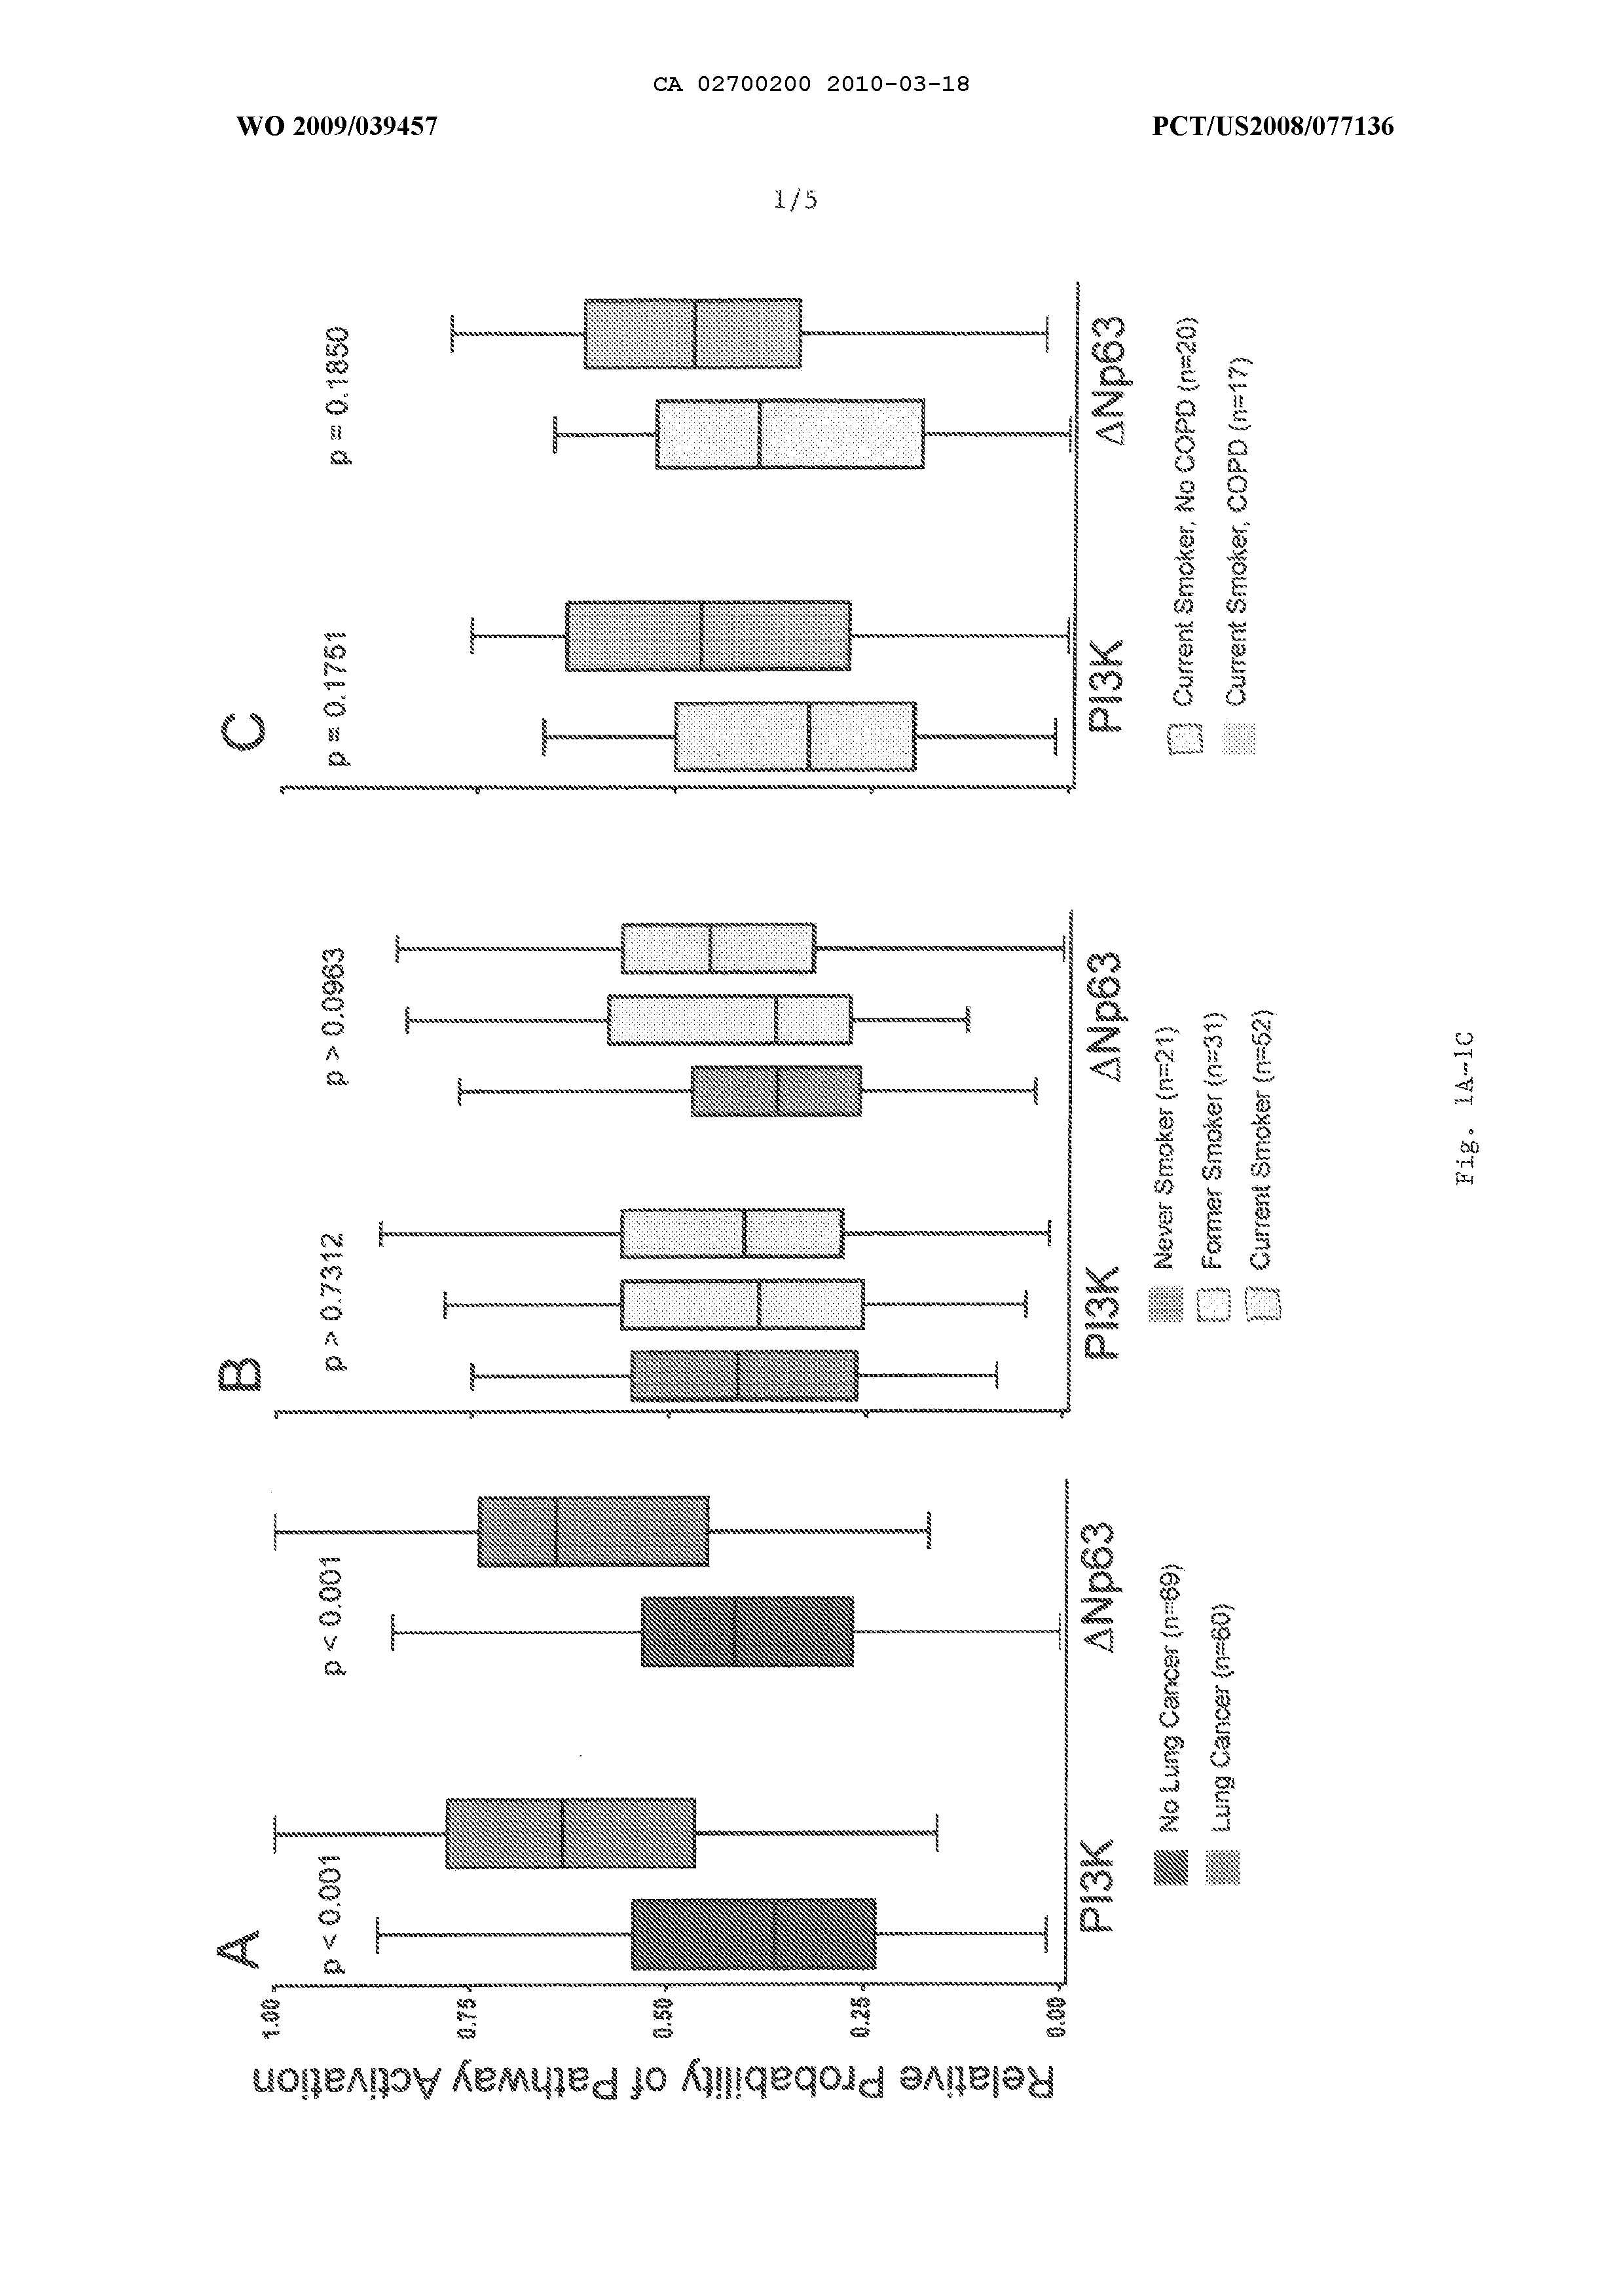 CA 02700200 2010-03-18
WO 2009/039457
PCT/US2008/077136
1/5
A
p < 0.001
p < 0.001
Relative Probability of Pathway Activation
1.00
0.75
0.50
0.25
0.00
PI3K
ΔNp63
No Lung Cancer (n=69)
Lung Cancer (n=60)
B
p > 0.7312
p > 0.0963
PI3K
ΔNp63
Never Smoker (n=21)
Former Smoker (n=31)
Current Smoker (n=52)
C
p = 0.1751
p = 0.1850
PI3K
ΔNp63
Current Smoker, No COPD (n=20)
Current Smoker, COPD (n=17)
Fig. 1A-1C